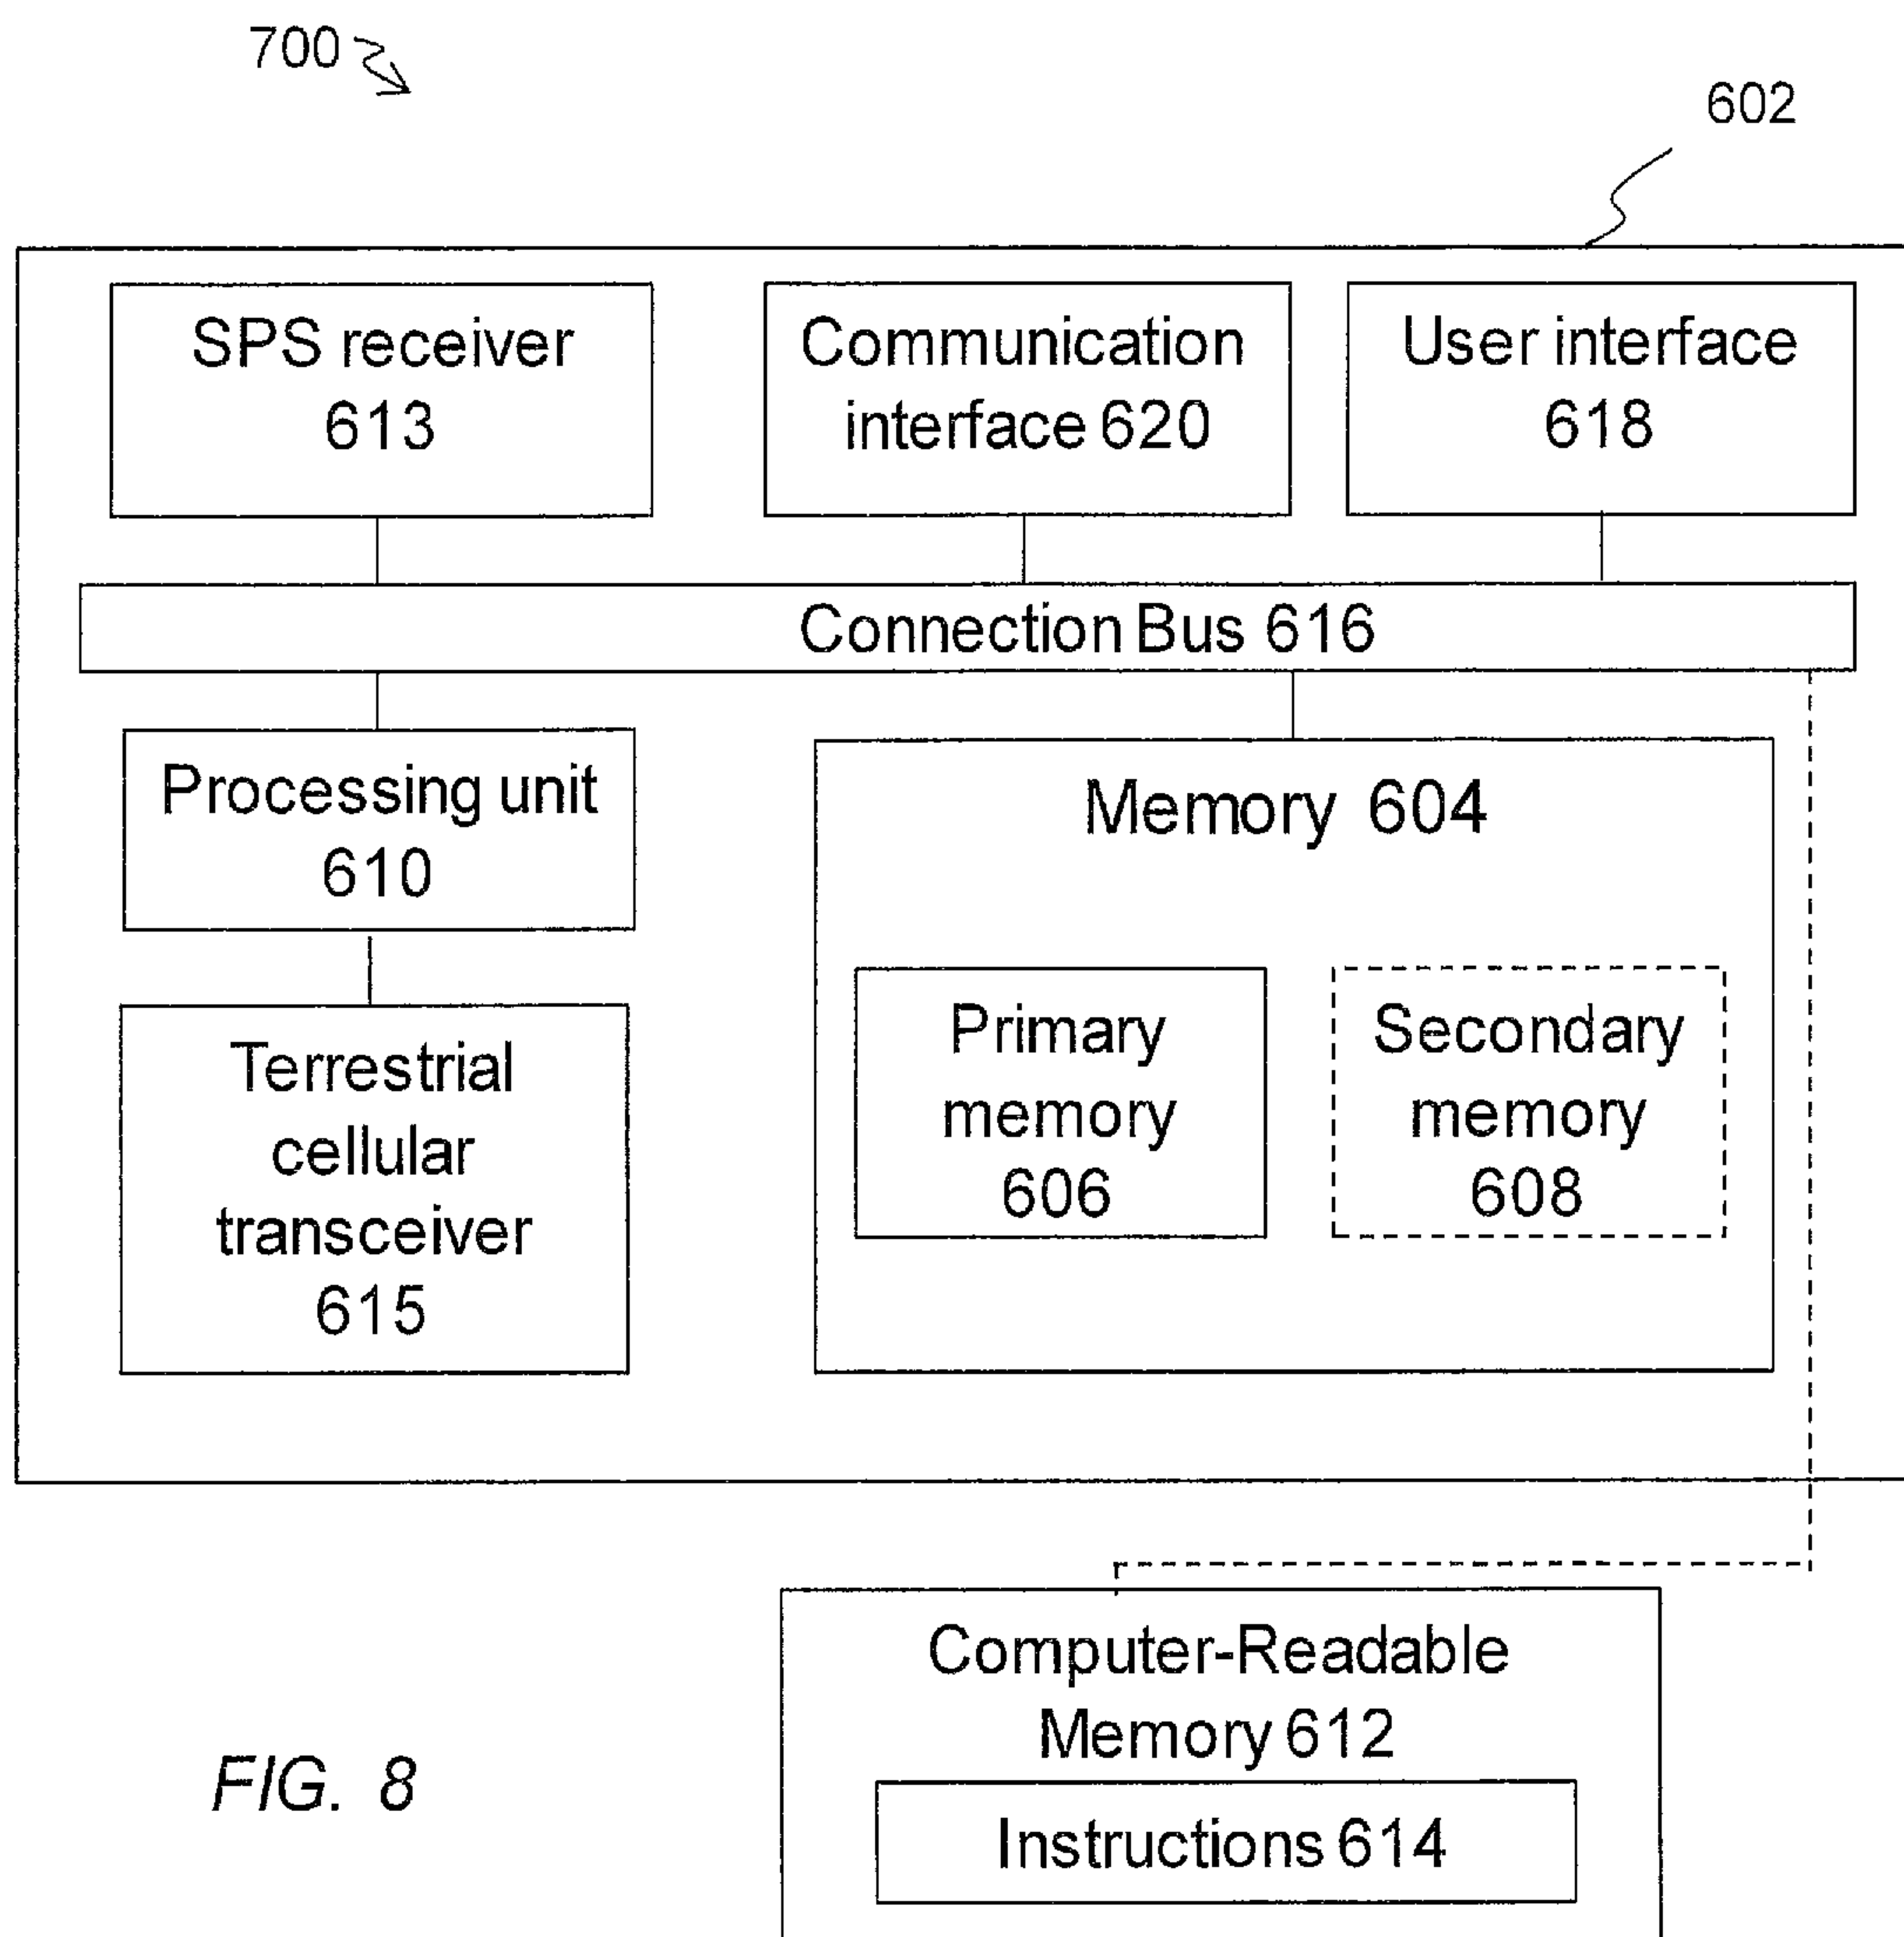 700
602
SPS receiver
613
Communication
interface 620
User interface
618
Connection Bus 616
Processing unit
610
Memory 604
Terrestrial
cellular
transceiver
615
Primary
memory
606
Secondary
memory
608
Computer-Readable
Memory 612
Instructions 614
FIG. 8